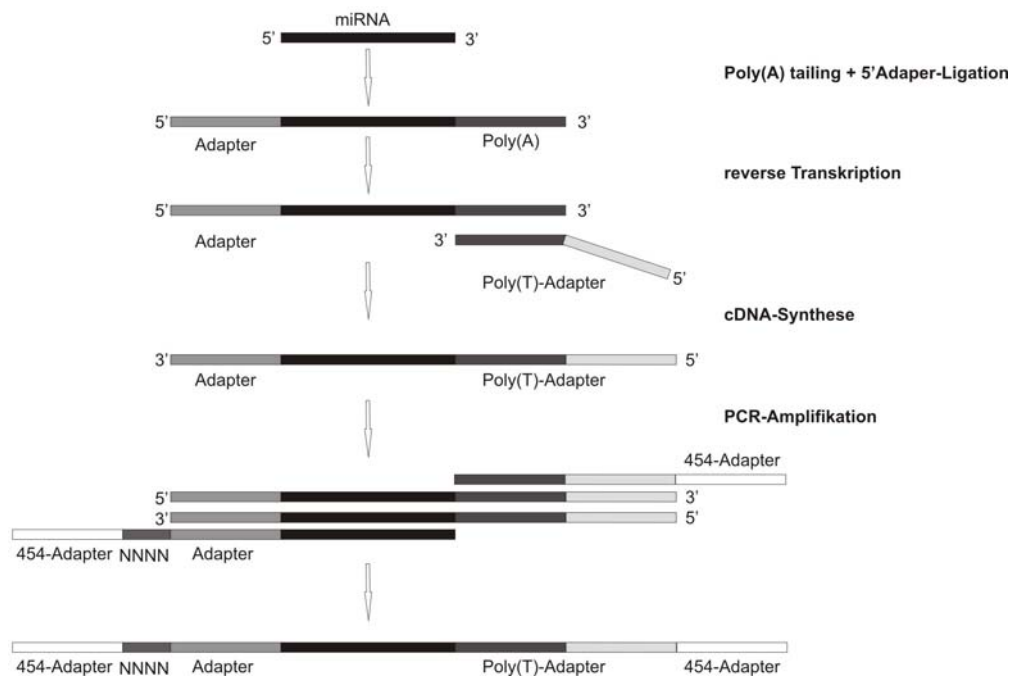 miRNA
5’ 3’
Poly(A) tailing + 5’Adaper-Ligation
5’ 3’
Adapter Poly(A)
reverse Transkription
5’ 3’
Adapter 3’
Poly(T)-Adapter 5’
cDNA-Synthese
3’ 5’
Adapter Poly(T)-Adapter
PCR-Amplifikation
454-Adapter
5’ 3’
3’ 5’
454-Adapter NNNN Adapter
454-Adapter NNNN Adapter Poly(T)-Adapter 454-Adapter